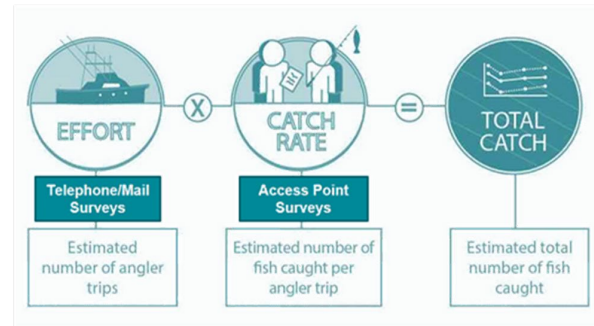 EFFORT
X
CATCH
RATE
=
TOTAL
CATCH
Telephone/Mail
Surveys
Access Point
Surveys
Estimated
number of angler
trips
Estimated number of
fish caught per
angler trip
Estimated total
number of fish
caught